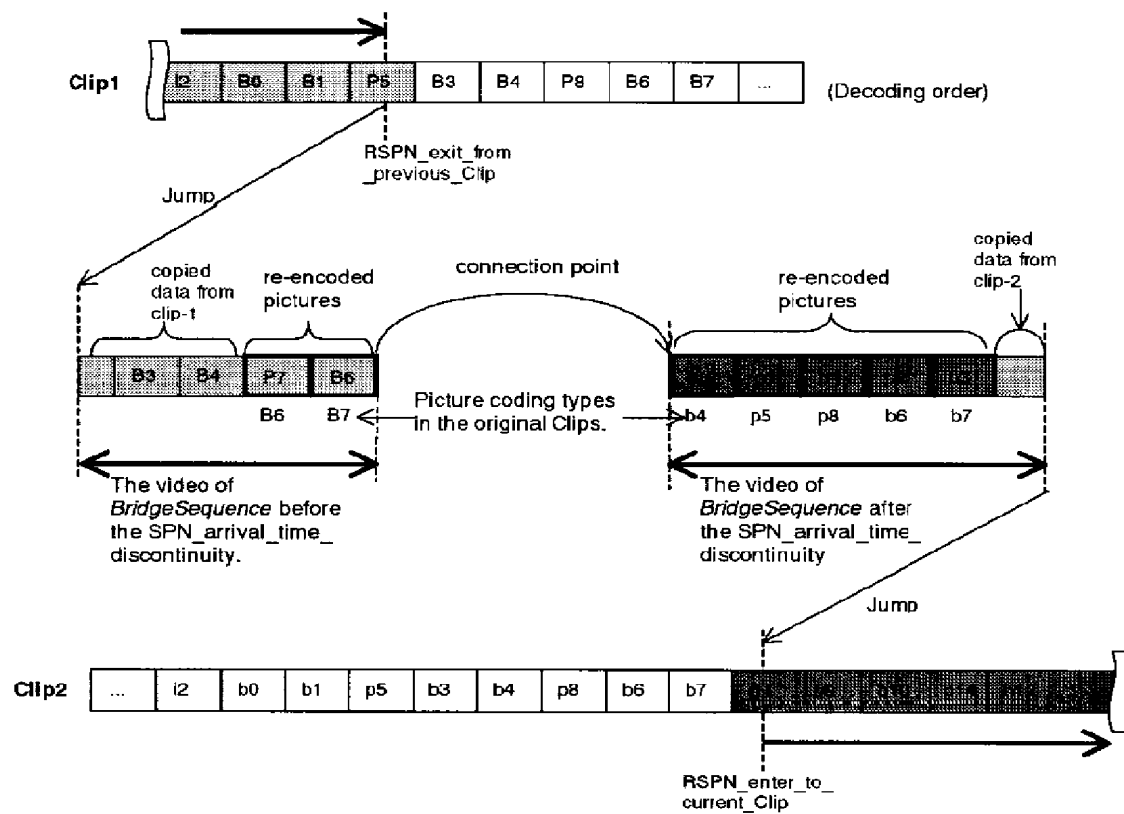 Clip1
I2 B0 B1 P5 B3 B4 P8 B6 B7 ...
(Decoding order)
RSPN_exit_from
_previous_Clip
Jump
copied
data from
clip-1
re-encoded
pictures
connection point
re-encoded
pictures
copied
data from
clip-2
B3 B4 P7 B6
B6 B7
Picture coding types
in the original Clips.
b4 p5 p8 b6 b7
The video of
BridgeSequence before
the SPN_arrival_time_
discontinuity.
The video of
BridgeSequence after
the SPN_arrival_time_
discontinuity
Jump
Clip2
... i2 b0 b1 p5 b3 b4 p8 b6 b7
RSPN_enter_to_
current_Clip